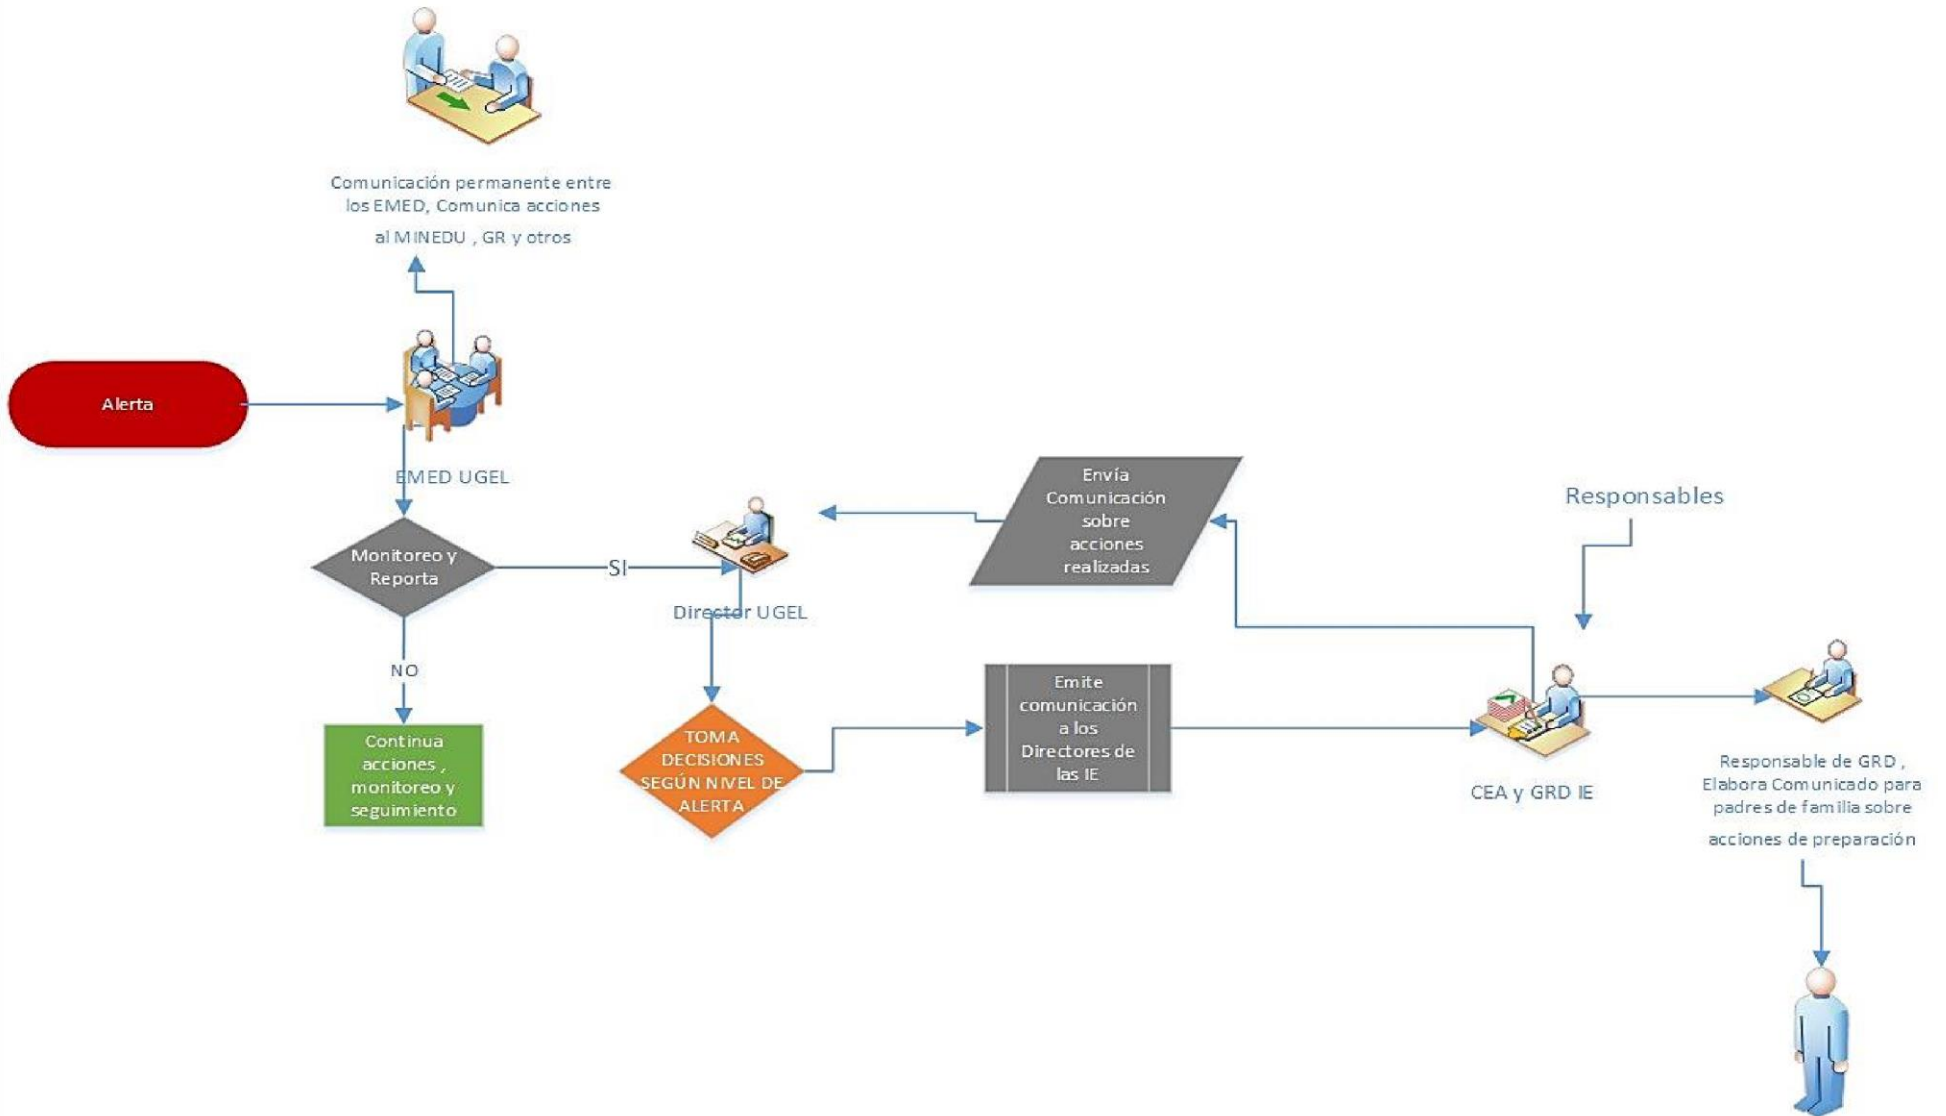 Comunicación permanente entre
los EMED, Comunica acciones
al MINEDU , GR y otros
Alerta
EMED UGEL
Monitoreo y
Reporta
SI
NO
Continua
acciones ,
monitoreo y
seguimiento
Director UGEL
TOMA
DECISIONES
SEGÚN NIVEL DE
ALERTA
Envía
Comunicación
sobre
acciones
realizadas
Emite
comunicación
a los
Directores de
las IE
Responsables
CEA y GRD IE
Responsable de GRD ,
Elabora Comunicado para
padres de familia sobre
acciones de preparación